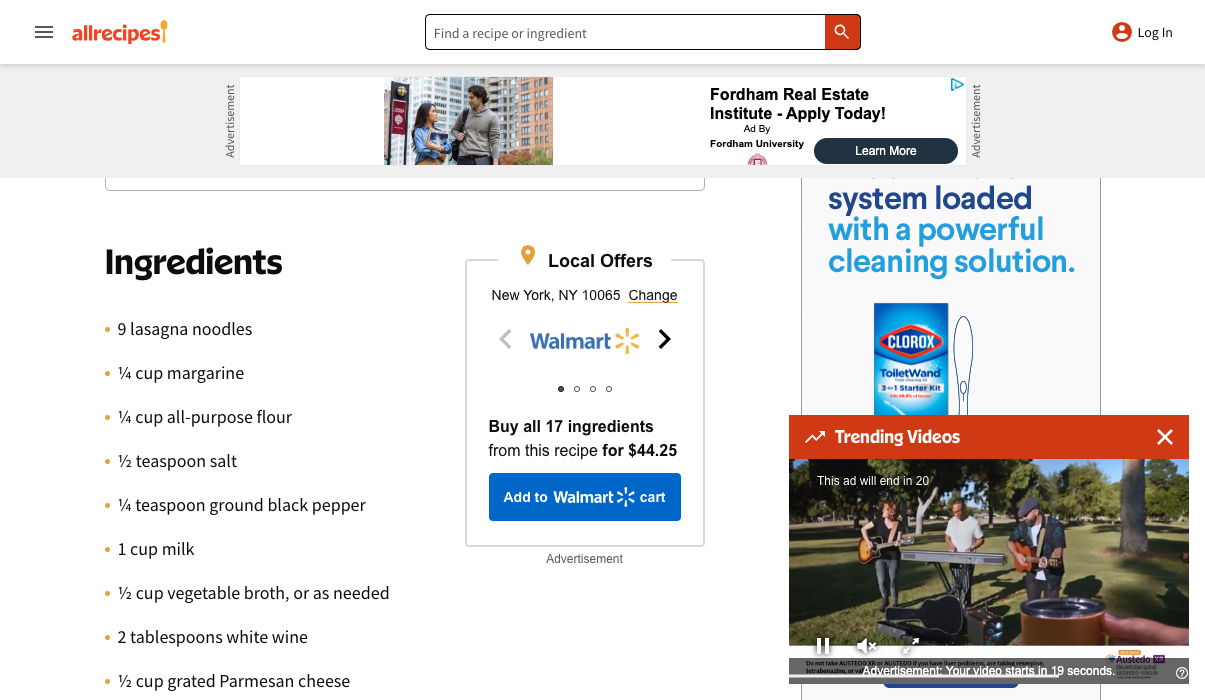 allrecipes
Find a recipe or ingredient
Log In
Advertisement
Fordham Real Estate
Institute - Apply Today!
Ad By
Fordham University
Learn More
Advertisement
system loaded
with a powerful
cleaning solution.
CLOROX
ToiletWand
3-in-1 Starter Kit
Ingredients
9 lasagna noodles
¼ cup margarine
¼ cup all-purpose flour
½ teaspoon salt
¼ teaspoon ground black pepper
1 cup milk
½ cup vegetable broth, or as needed
2 tablespoons white wine
½ cup grated Parmesan cheese
Local Offers
New York, NY 10065 Change
Walmart
Buy all 17 ingredients
from this recipe for $44.25
Add to Walmart cart
Advertisement
Trending Videos
This ad will end in 20
Do not take AUSTEDO XR or AUSTEDO if you have liver problems, are taking reserpine,
Austedo XR
Advertisement: Your video starts in 19 seconds.